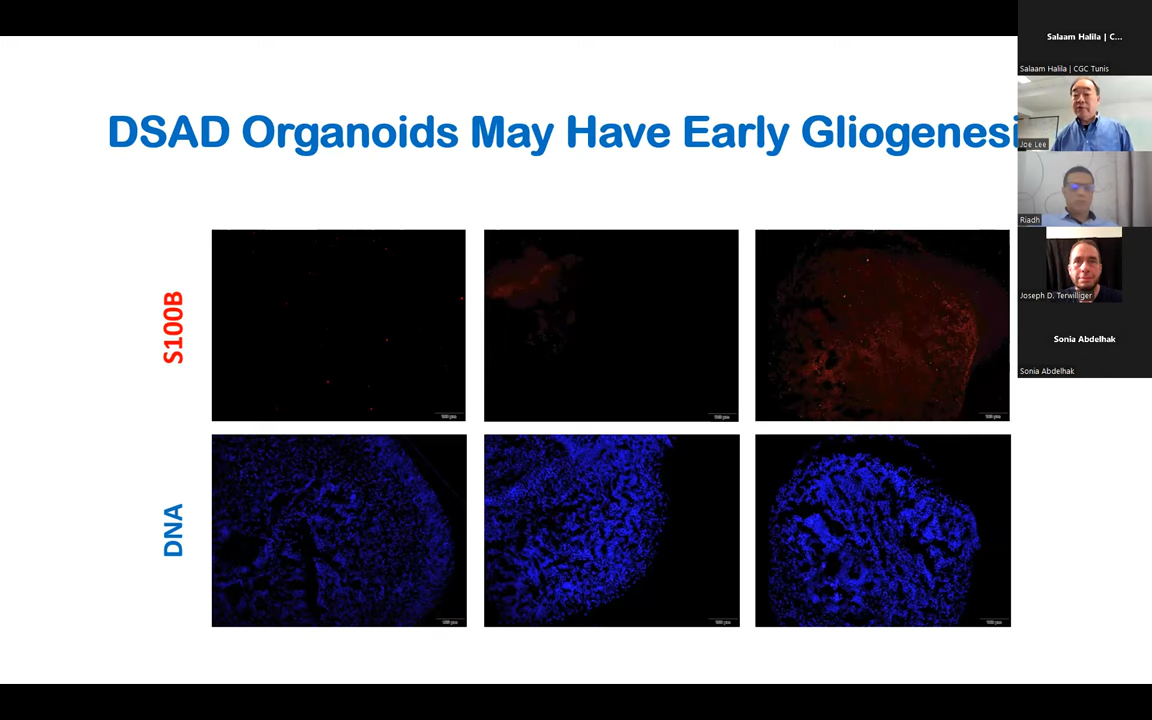 DSAD Organoids May Have Early Gliogenesi
S100B
DNA
Salaam Halila | C...
Salaam Halila | CGC Tunis
Joe Lee
Riadh
Joseph D. Terwilliger
Sonia Abdelhak
Sonia Abdelhak